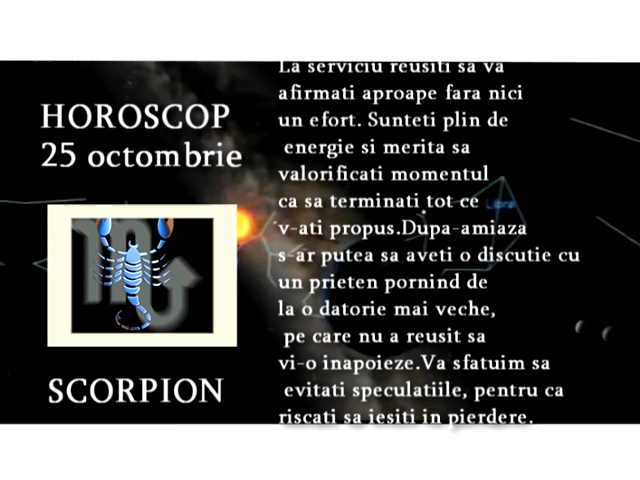 HOROSCOP
25 octombrie
SCORPION
La serviciu reusiti sa va
afirmati aproape fara nici
un efort. Sunteti plin de
energie si merita sa
valorificati momentul
ca sa terminati tot ce
v-ati propus.Dupa-amiaza
s-ar putea sa aveti o discutie cu
un prieten pornind de
la o datorie mai veche,
pe care nu a reusit sa
vi-o inapoieze.Va sfatuim sa
evitati speculatiile, pentru ca
riscati sa iesiti in pierdere.
Libra